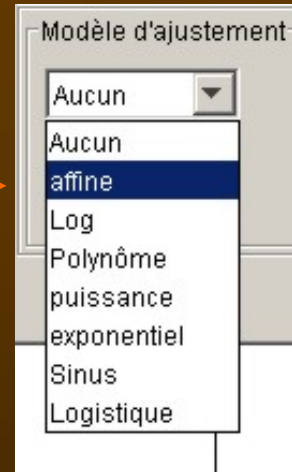 Modèle d'ajustement
Aucun
Aucun
affine
Log
Polynôme
puissance
exponentiel
Sinus
Logistique